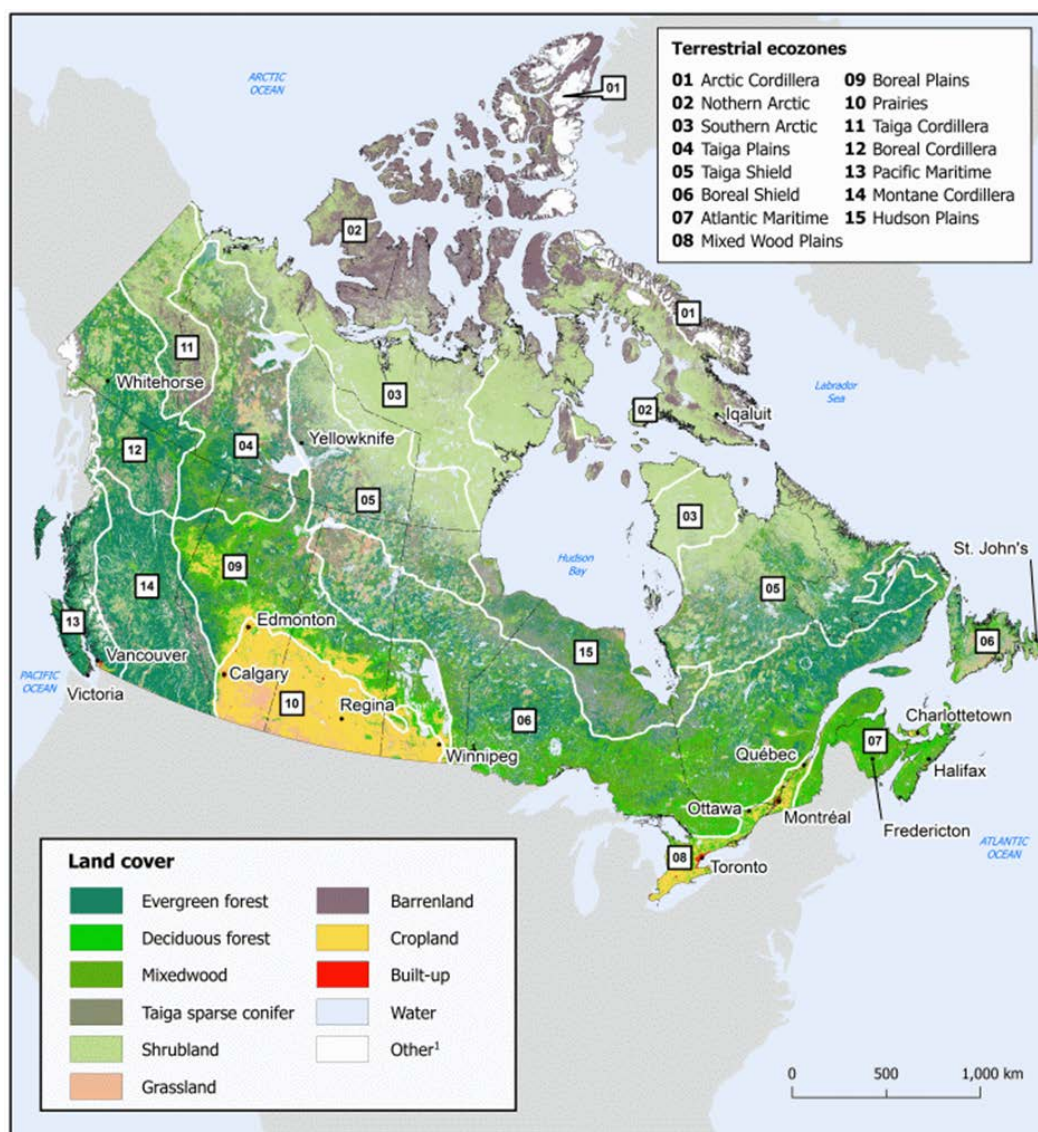 Terrestrial ecozones
01 Arctic Cordillera
02 Nothern Arctic
03 Southern Arctic
04 Taiga Plains
05 Taiga Shield
06 Boreal Shield
07 Atlantic Maritime
08 Mixed Wood Plains
09 Boreal Plains
10 Prairies
11 Taiga Cordillera
12 Boreal Cordillera
13 Pacific Maritime
14 Montane Cordillera
15 Hudson Plains
ARCTIC
OCEAN
01
02
01
11
03
02
Iqaluit
Labrador
Sea
Whitehorse
12
04
Yellowknife
05
03
Hudson
Bay
St. John's
09
14
05
13
Edmonton
15
06
Vancouver
PACIFIC
OCEAN
Victoria
Calgary
10
Regina
06
Winnipeg
Charlottetown
07
Québec
Halifax
Ottawa
Montréal
Fredericton
ATLANTIC
OCEAN
08
Toronto
Land cover
Evergreen forest
Deciduous forest
Mixedwood
Taiga sparse conifer
Shrubland
Grassland
Barrenland
Cropland
Built-up
Water
Other¹
0 500 1,000 km